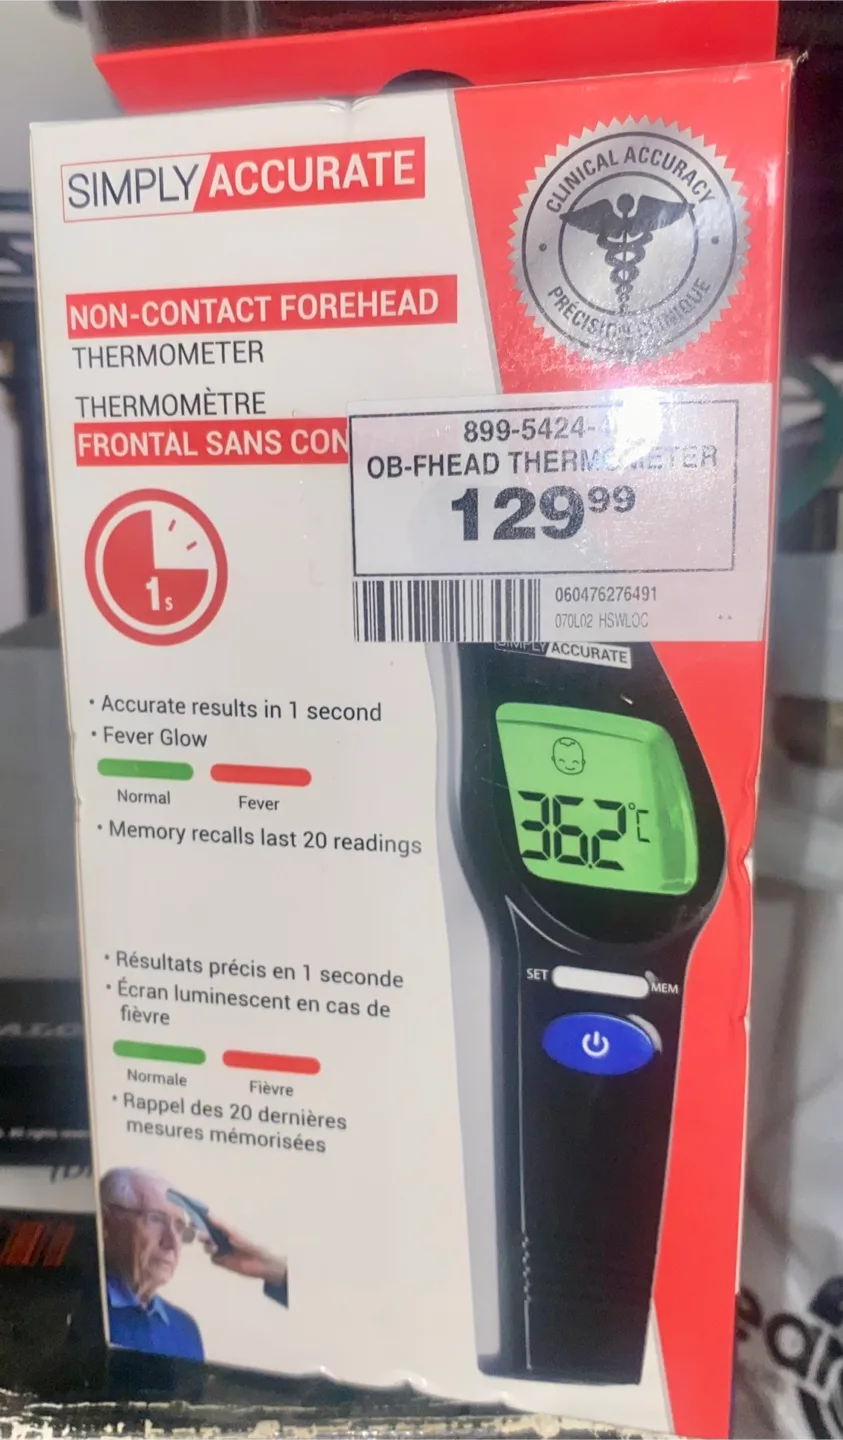 SIMPLY ACCURATE
CLINICAL ACCURACY
PRÉCISION CLINIQUE
NON-CONTACT FOREHEAD
THERMOMETER
THERMOMÈTRE
FRONTAL SANS CON
899-5424-
OB-FHEAD THERMOMETER
129⁹⁹
060476276491
070L02 HSWLOC
1s
SIMPLY ACCURATE
• Accurate results in 1 second
• Fever Glow
Normal Fever
• Memory recalls last 20 readings
36.2°C
• Résultats précis en 1 seconde
• Écran luminescent en cas de
fièvre
Normale Fièvre
• Rappel des 20 dernières
mesures mémorisées
SET MEM